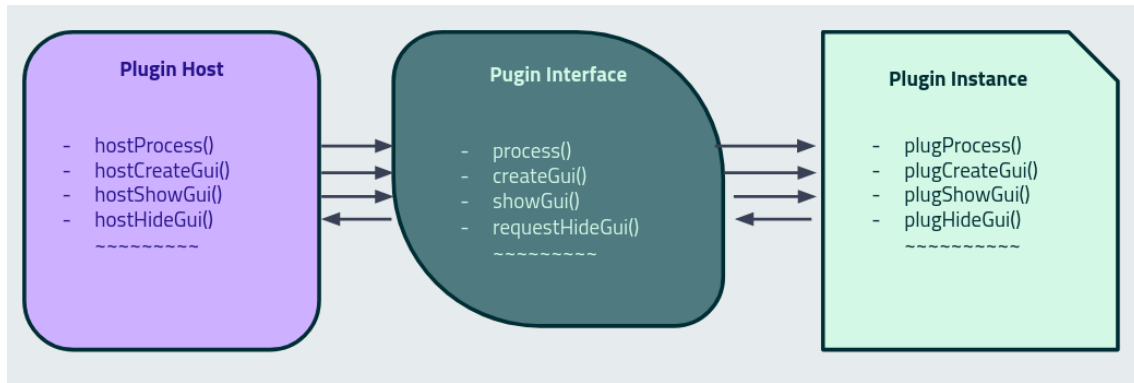 Plugin Host
- hostProcess()
- hostCreateGui()
- hostShowGui()
- hostHideGui()
~~~~~~~~~
Pugin Interface
- process()
- createGui()
- showGui()
- requestHideGui()
~~~~~~~~~
Plugin Instance
- plugProcess()
- plugCreateGui()
- plugShowGui()
- plugHideGui()
~~~~~~~~~~